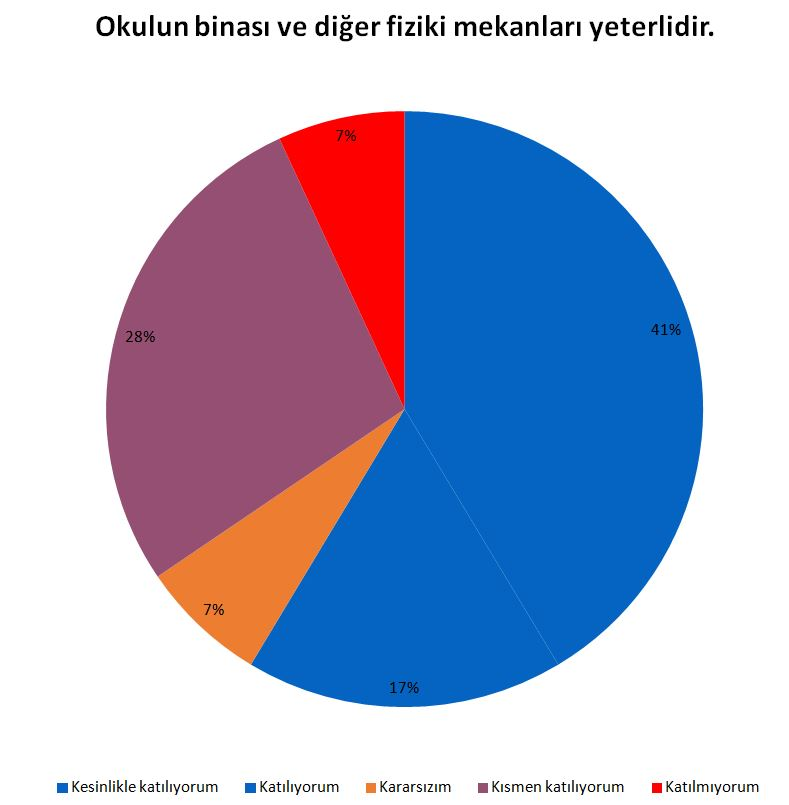 Okulun binası ve diğer fiziki mekanları yeterlidir.
7%
41%
28%
7%
17%
Kesinlikle katılıyorum Katılıyorum Kararsızım Kısmen katılıyorum Katılmıyorum